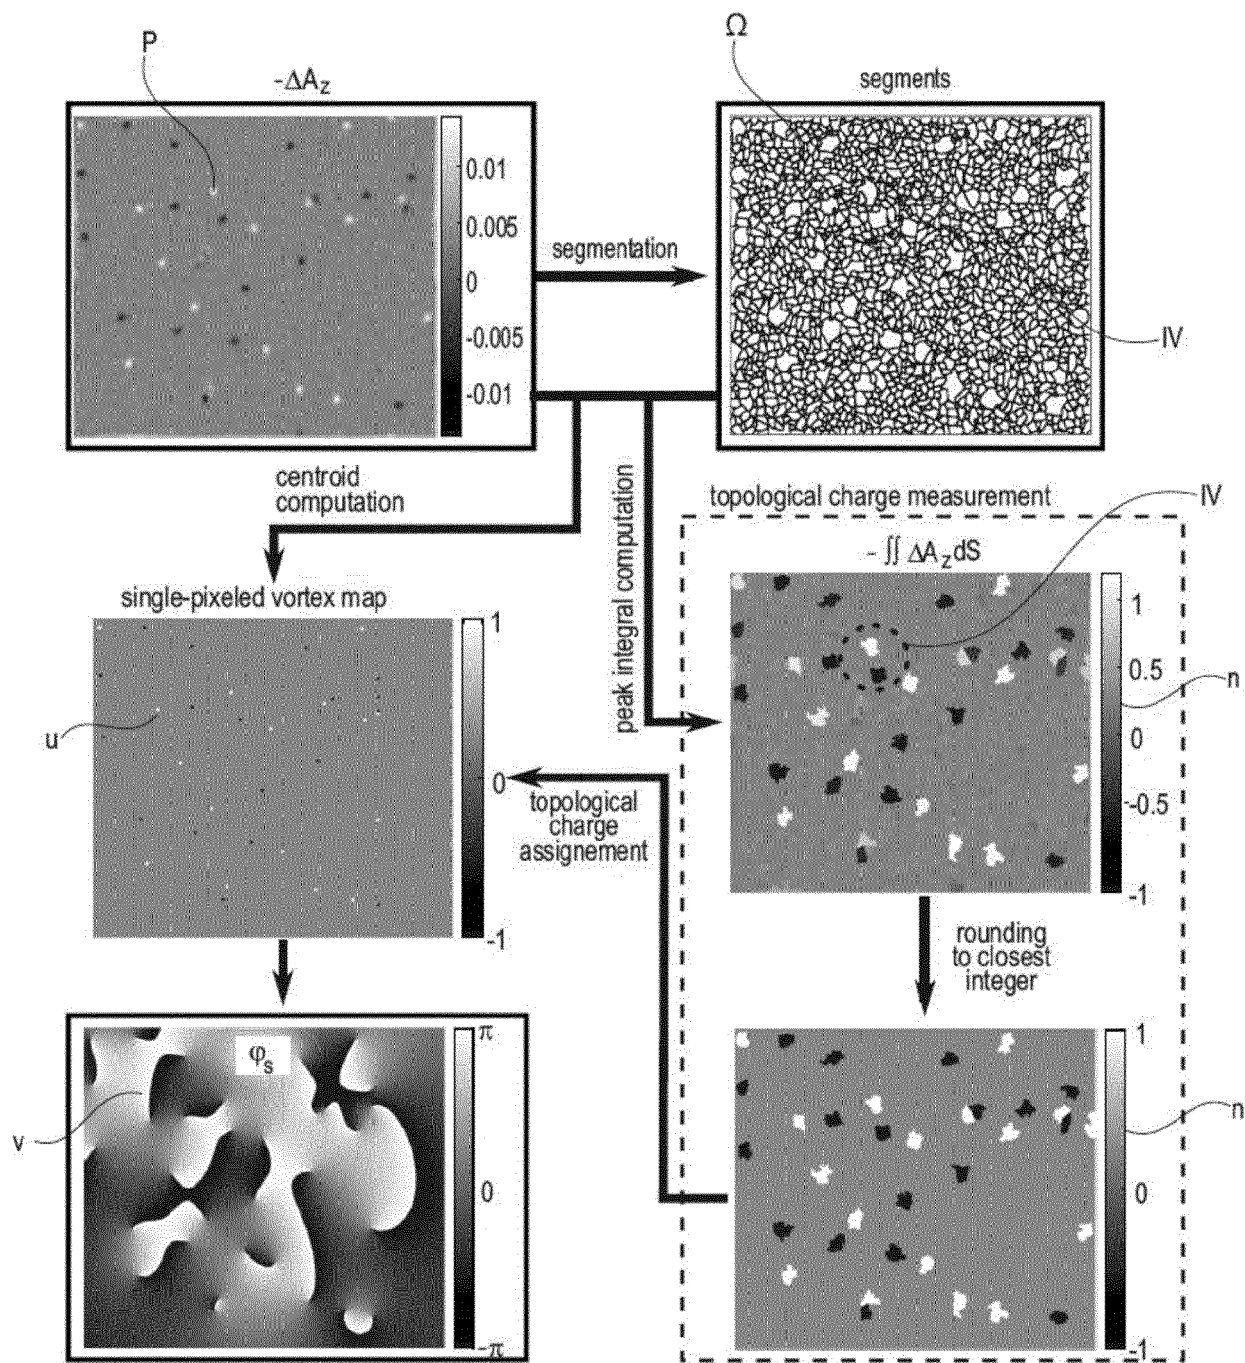 P
-ΔA_z
0.01
0.005
0
-0.005
-0.01
segmentation
Ω
segments
IV
centroid
computation
peak integral computation
topological charge measurement
IV
- ∬ ΔA_z dS
1
0.5
0
-0.5
-1
n
single-pixeled vortex map
1
0
-1
u
topological
charge
assignement
rounding
to closest
integer
φ_s
π
0
-π
v
1
0
-1
n